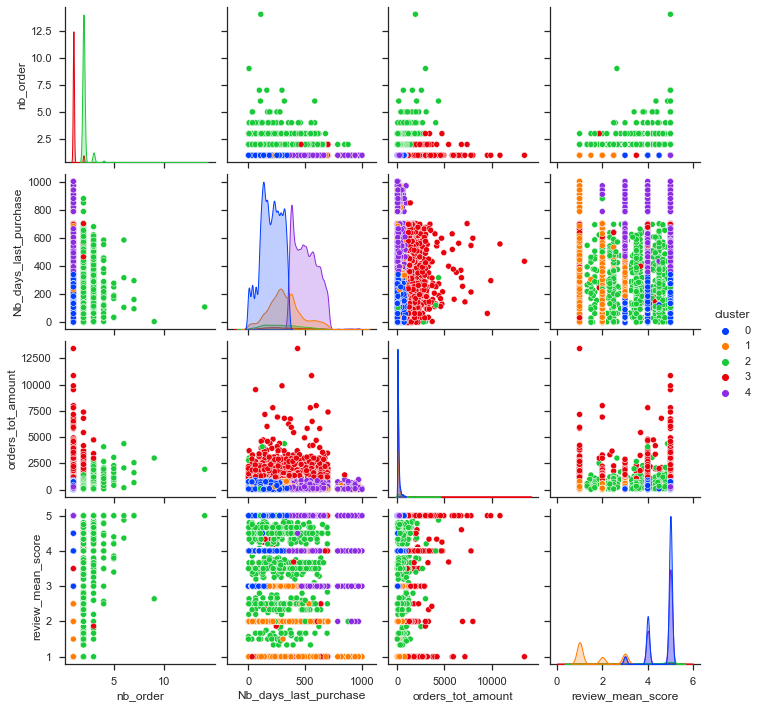 12.5
10.0
7.5
5.0
2.5
nb_order
1000
800
600
400
200
0
Nb_days_last_purchase
cluster
0
1
2
3
4
12500
10000
7500
5000
2500
0
orders_tot_amount
5
4
3
2
1
review_mean_score
5 10
0 500 1000
0 5000 10000
0 2 4 6
nb_order
Nb_days_last_purchase
orders_tot_amount
review_mean_score